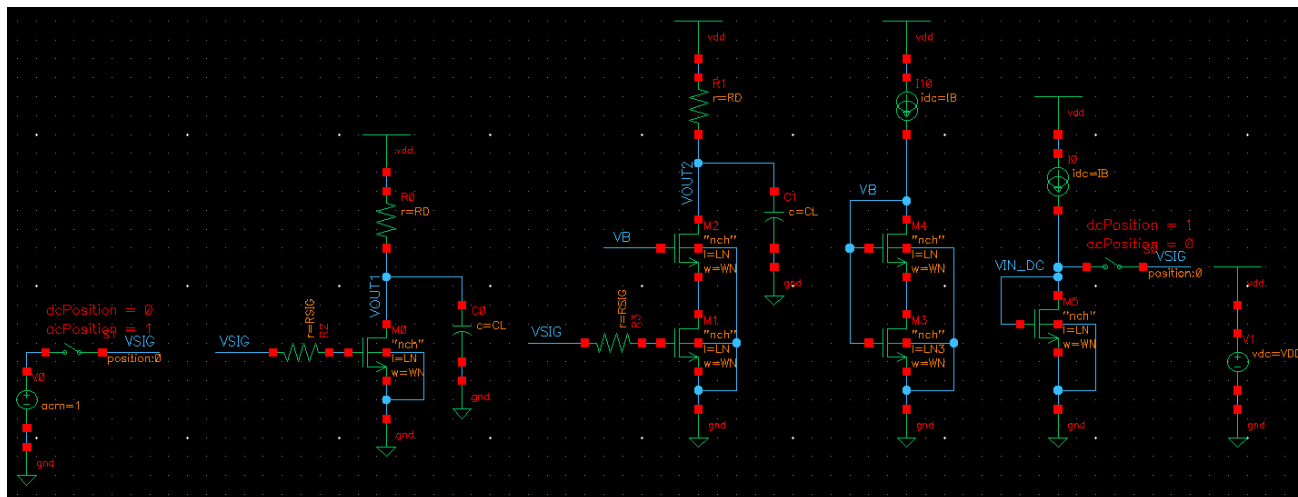 dcPosition = 0
acPosition = 1
S1
VSIG
position:0
V0
acm=1
gnd
vdd
R0
r=RD
VOUT1
VSIG
r=RSIG
R2
M0
"nch"
l=LN
w=WN
C0
c=CL
gnd
gnd
vdd
R1
r=RD
VOUT2
C1
c=CL
gnd
VB
M2
"nch"
l=LN
w=WN
VSIG
r=RSIG
R3
M1
"nch"
l=LN
w=WN
gnd
vdd
I10
idc=IB
VB
M4
"nch"
l=LN
w=WN
M3
"nch"
l=LN3
w=WN
gnd
vdd
I0
idc=IB
dcPosition = 1
acPosition = 0
VSIG
position:0
VIN_DC
M5
"nch"
l=LN
w=WN
gnd
vdd
V1
vdc=VDD
gnd